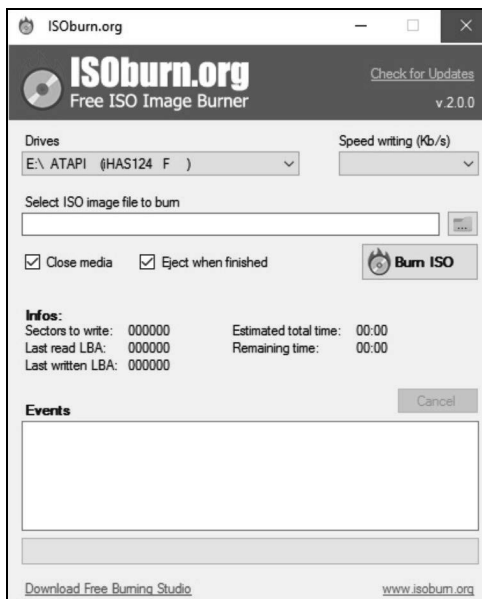 ISOburn.org
ISOburn.org
Free ISO Image Burner
Check for Updates
v.2.0.0
Drives
Speed writing (Kb/s)
E:\ ATAPI (iHAS124 F )
Select ISO image file to burn
...
Close media
Eject when finished
Burn ISO
Infos:
Sectors to write: 000000
Estimated total time: 00:00
Last read LBA: 000000
Remaining time: 00:00
Last written LBA: 000000
Cancel
Events
Download Free Burning Studio
www.isoburn.org